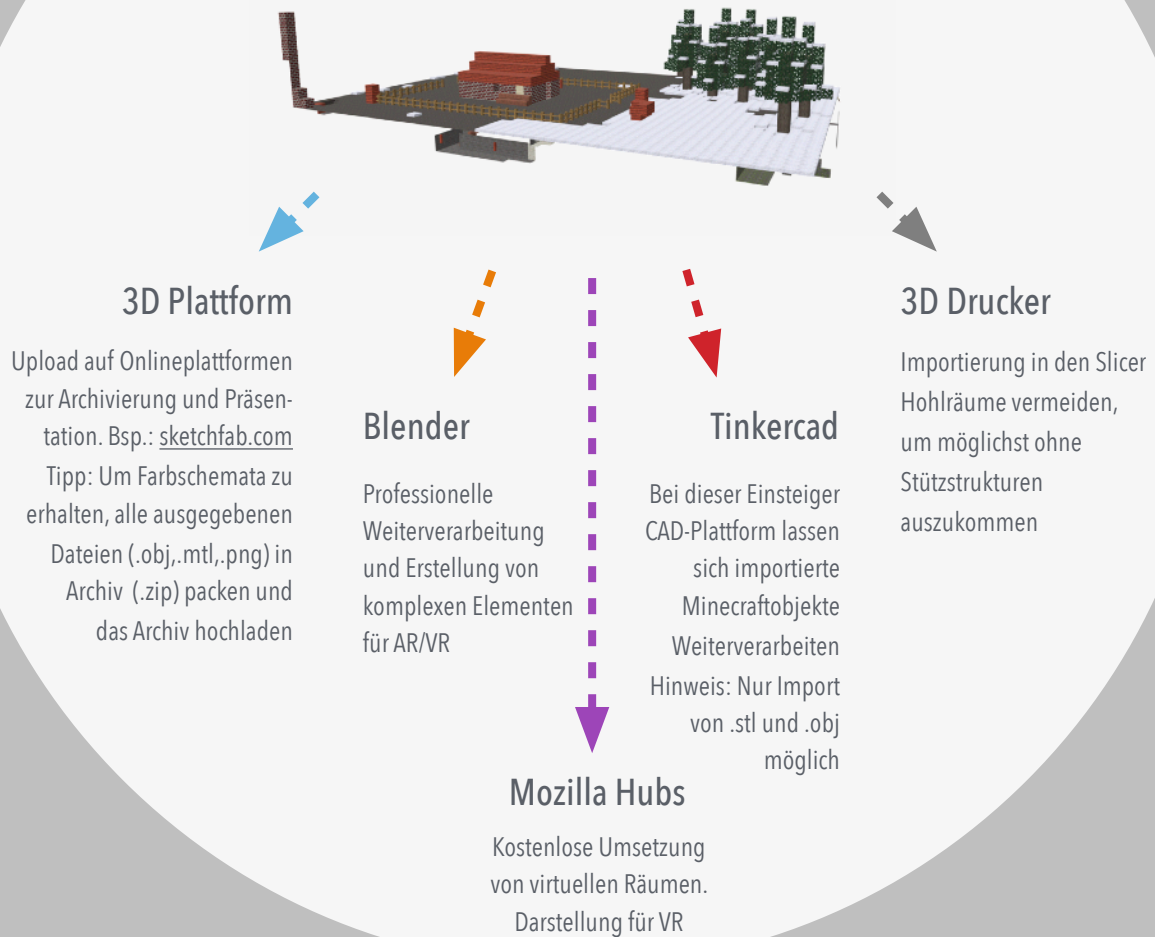 3D Plattform
Upload auf Onlineplattformen
zur Archivierung und Präsen-
tation. Bsp.: sketchfab.com
Tipp: Um Farbschemata zu
erhalten, alle ausgegebenen
Dateien (.obj,.mtl,.png) in
Archiv (.zip) packen und
das Archiv hochladen
Blender
Professionelle
Weiterverarbeitung
und Erstellung von
komplexen Elementen
für AR/VR
Mozilla Hubs
Kostenlose Umsetzung
von virtuellen Räumen.
Darstellung für VR
Tinkercad
Bei dieser Einsteiger
CAD-Plattform lassen
sich importierte
Minecraftobjekte
Weiterverarbeiten
Hinweis: Nur Import
von .stl und .obj
möglich
3D Drucker
Importierung in den Slicer
Hohlräume vermeiden,
um möglichst ohne
Stützstrukturen
auszukommen